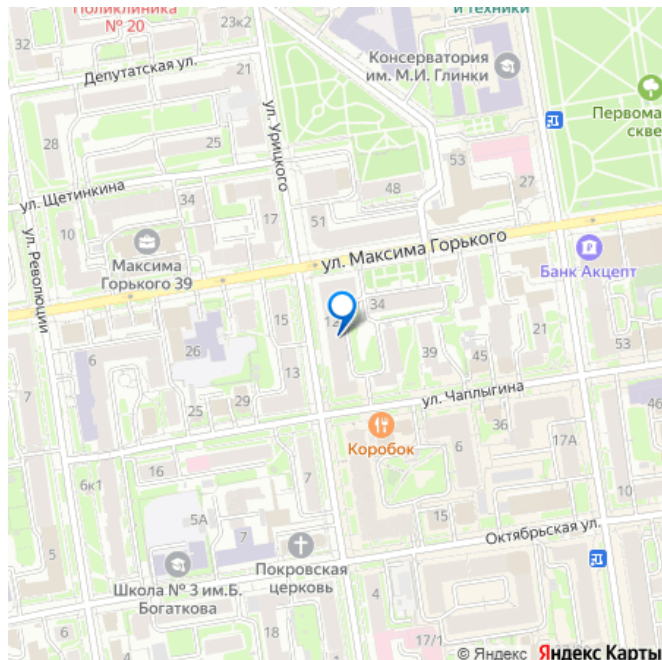 Поликлиника
№ 20
23к2
и техники
32
Консерватория
им. М.И. Глинки
Депутатская ул.
21
ул. Урицкого
Первома
скве
28
25
53
27
ул. Щетинкина
34
48
17
51
10
ул. Революции
Максима
Горького 39
ул. Максима Горького
Банк Акцепт
34
12
15
21
6
26
39
45
53
7
13
25
29
ул. Чаплыгина
46
36
Коробок
6
17А
16
7
6к1
10
5А
15
5
7
Октябрьская ул.
Покровская
церковь
Школа № 3 им.Б.
Богаткова
4
18
6
17/1
© Яндекс
Яндекс Карты